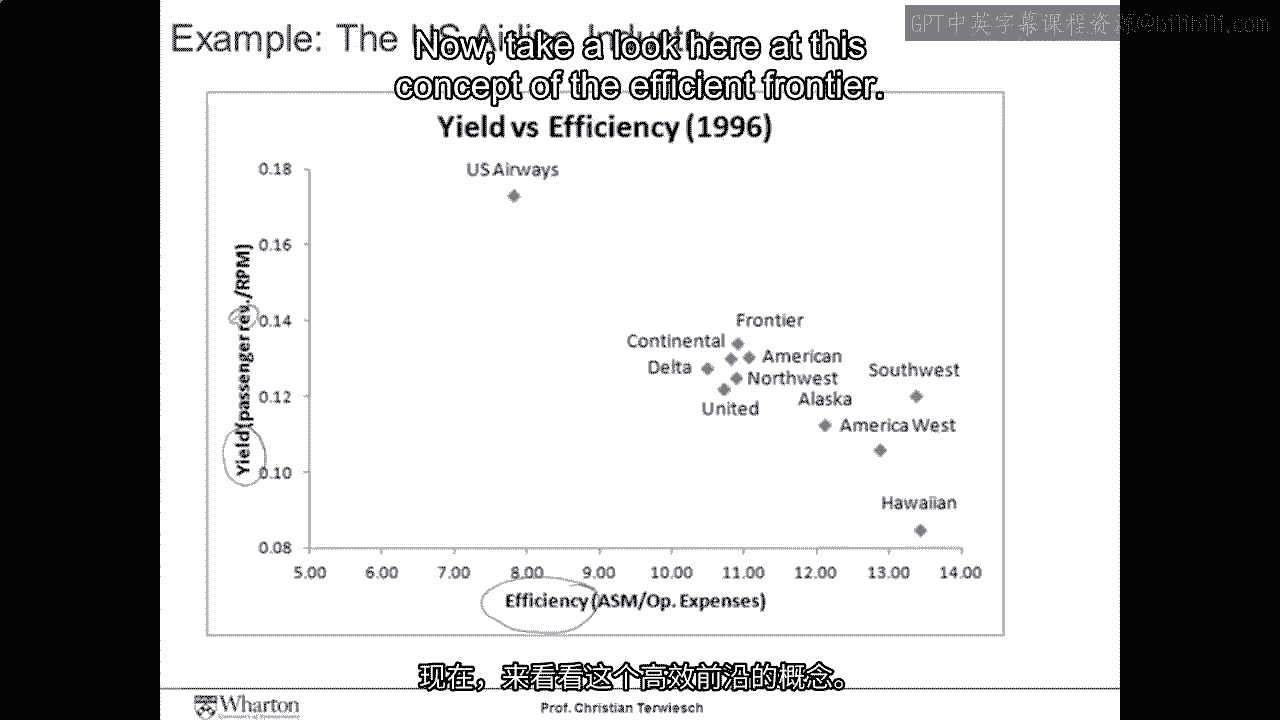 GPT中英字幕课程资源@bilibili.com
Example: The US Airline Industry
Now, take a look here at this
concept of the efficient frontier.
Yield vs Efficiency (1996)
0.18
0.16
0.14
0.12
0.10
0.08
Yield (passenger rev./RPM)
US Airways
Frontier
Continental
American
Delta
Northwest
Southwest
Alaska
United
America West
Hawaiian
5.00 6.00 7.00 8.00 9.00 10.00 11.00 12.00 13.00 14.00
Efficiency (ASM/Op. Expenses)
现在，来看看这个高效前沿的概念。
Wharton
Prof. Christian Terwiesch